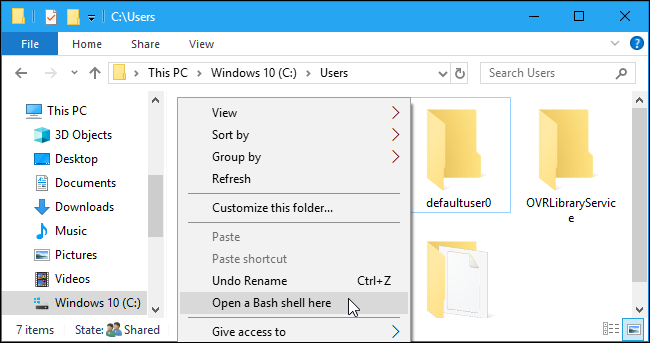 C:\Users
File
Home
Share
View
This PC
Windows 10 (C:)
Users
Search Users
This PC
3D Objects
Desktop
Documents
Downloads
Music
Pictures
Videos
Windows 10 (C:)
View
Sort by
Group by
Refresh
Customize this folder...
Paste
Paste shortcut
Undo Rename Ctrl+Z
Open a Bash shell here
Give access to
defaultuser0
OVRLibraryServic
e
7 items State: Shared